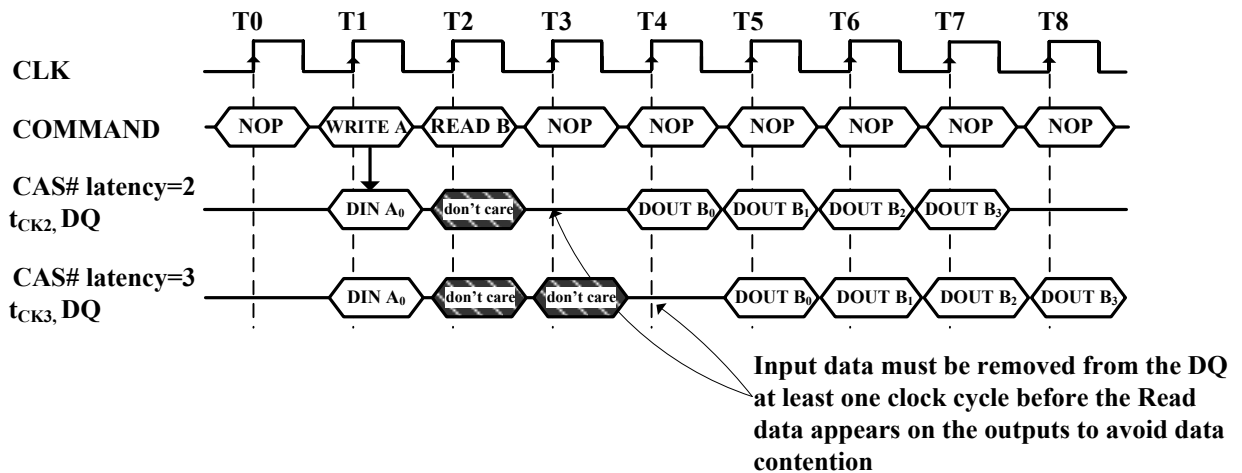 T0 T1 T2 T3 T4 T5 T6 T7 T8
CLK
COMMAND NOP WRITE A READ B NOP NOP NOP NOP NOP NOP
CAS# latency=2
tCK2, DQ DIN A0 don't care DOUT B0 DOUT B1 DOUT B2 DOUT B3
CAS# latency=3
tCK3, DQ DIN A0 don't care don't care DOUT B0 DOUT B1 DOUT B2 DOUT B3
Input data must be removed from the DQ
at least one clock cycle before the Read
data appears on the outputs to avoid data
contention